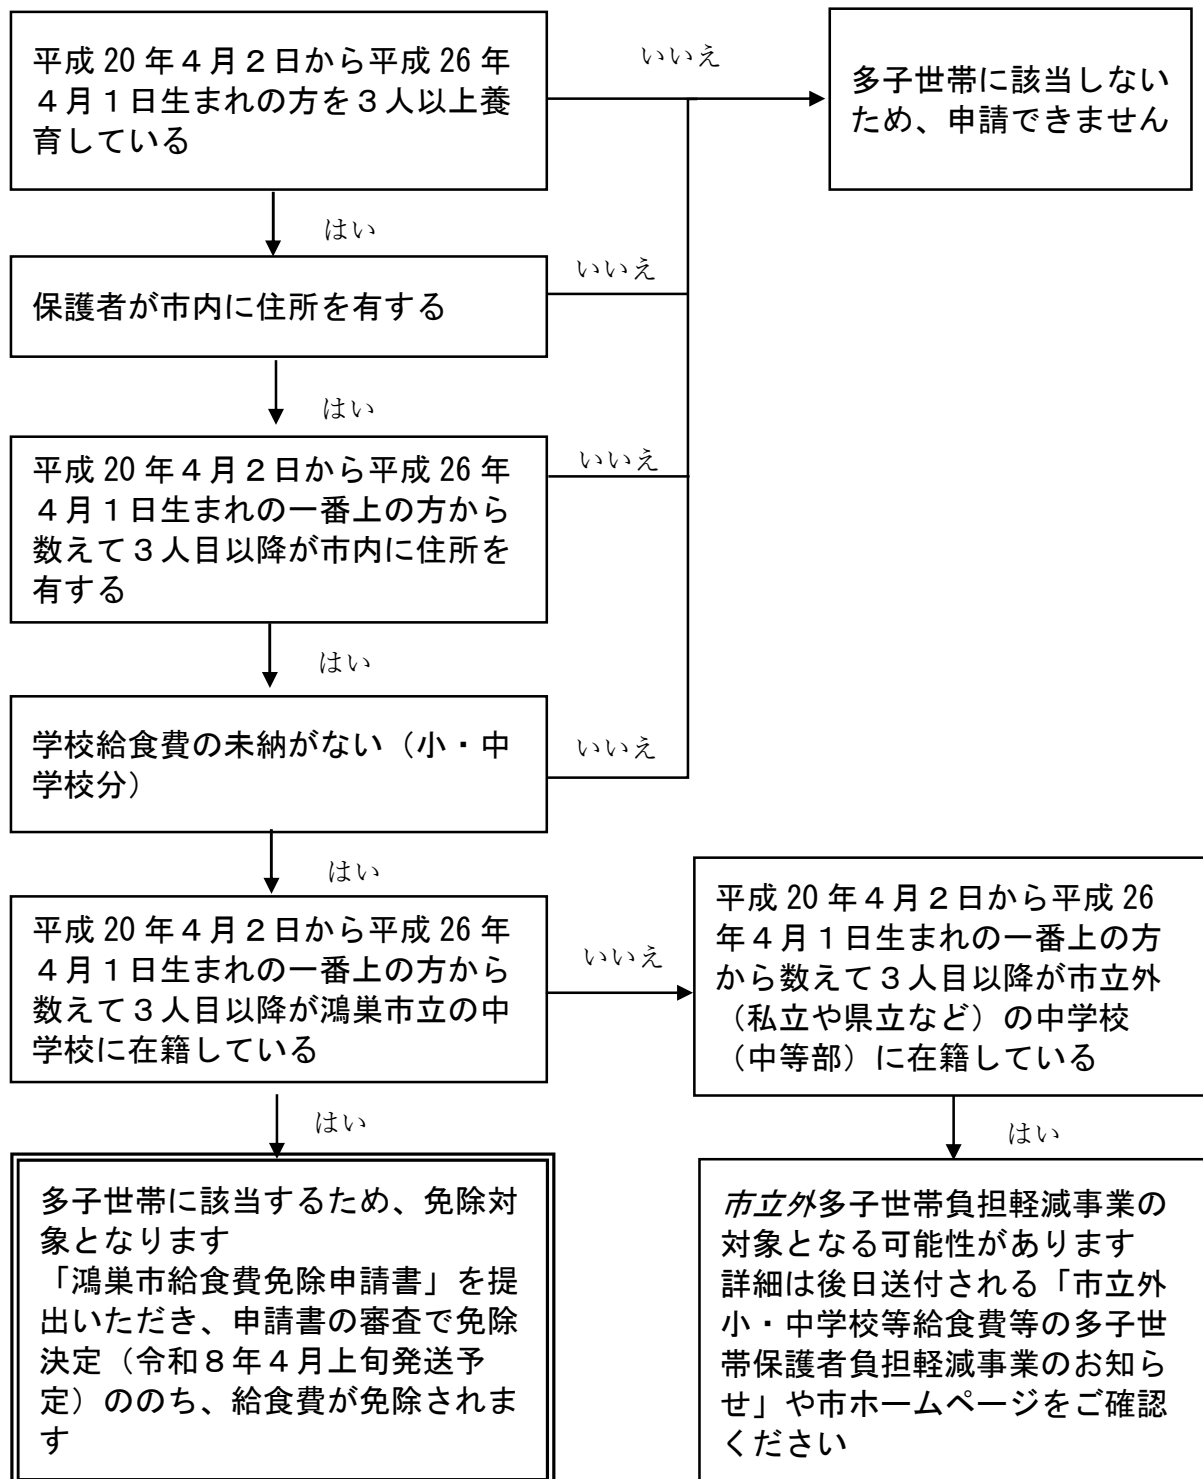 平成 20 年４月２日から平成 26 年
４月１日生まれの方を３人以上養
育している
いいえ
多子世帯に該当しない
ため、申請できません
はい
保護者が市内に住所を有する
いいえ
はい
平成 20 年４月２日から平成 26 年
４月１日生まれの一番上の方から
数えて３人目以降が市内に住所を
有する
いいえ
はい
学校給食費の未納がない（小・中
学校分）
いいえ
はい
平成 20 年４月２日から平成 26 年
４月１日生まれの一番上の方から
数えて３人目以降が鴻巣市立の中
学校に在籍している
いいえ
平成 20 年４月２日から平成 26
年４月１日生まれの一番上の方
から数えて３人目以降が市立外
（私立や県立など）の中学校
（中等部）に在籍している
はい
はい
多子世帯に該当するため、免除対
象となります
「鴻巣市給食費免除申請書」を提
出いただき、申請書の審査で免除
決定（令和８年４月上旬発送予
定）ののち、給食費が免除されま
す
市立外多子世帯負担軽減事業の
対象となる可能性があります
詳細は後日送付される「市立外
小・中学校等給食費等の多子世
帯保護者負担軽減事業のお知ら
せ」や市ホームページをご確認
ください